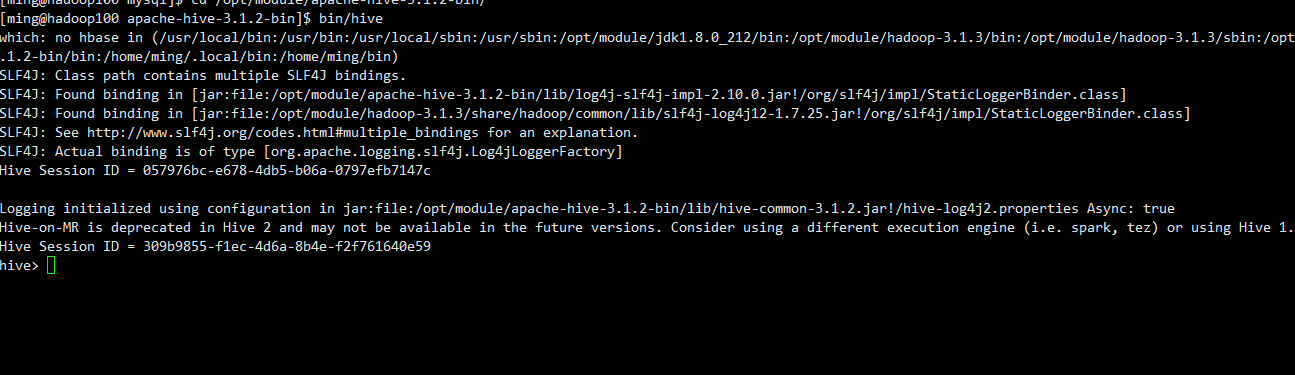 [ming@hadoop100 mysql]$ cd /opt/module/apache-hive-3.1.2-bin/
[ming@hadoop100 apache-hive-3.1.2-bin]$ bin/hive
which: no hbase in (/usr/local/bin:/usr/bin:/usr/local/sbin:/usr/sbin:/opt/module/jdk1.8.0_212/bin:/opt/module/hadoop-3.1.3/bin:/opt/module/hadoop-3.1.3/sbin:/opt
.1.2-bin/bin:/home/ming/.local/bin:/home/ming/bin)
SLF4J: Class path contains multiple SLF4J bindings.
SLF4J: Found binding in [jar:file:/opt/module/apache-hive-3.1.2-bin/lib/log4j-slf4j-impl-2.10.0.jar!/org/slf4j/impl/StaticLoggerBinder.class]
SLF4J: Found binding in [jar:file:/opt/module/hadoop-3.1.3/share/hadoop/common/lib/slf4j-log4j12-1.7.25.jar!/org/slf4j/impl/StaticLoggerBinder.class]
SLF4J: See http://www.slf4j.org/codes.html#multiple_bindings for an explanation.
SLF4J: Actual binding is of type [org.apache.logging.slf4j.Log4jLoggerFactory]
Hive Session ID = 057976bc-e678-4db5-b06a-0797efb7147c
Logging initialized using configuration in jar:file:/opt/module/apache-hive-3.1.2-bin/lib/hive-common-3.1.2.jar!/hive-log4j2.properties Async: true
Hive-on-MR is deprecated in Hive 2 and may not be available in the future versions. Consider using a different execution engine (i.e. spark, tez) or using Hive 1.
Hive Session ID = 309b9855-f1ec-4d6a-8b4e-f2f761640e59
hive>